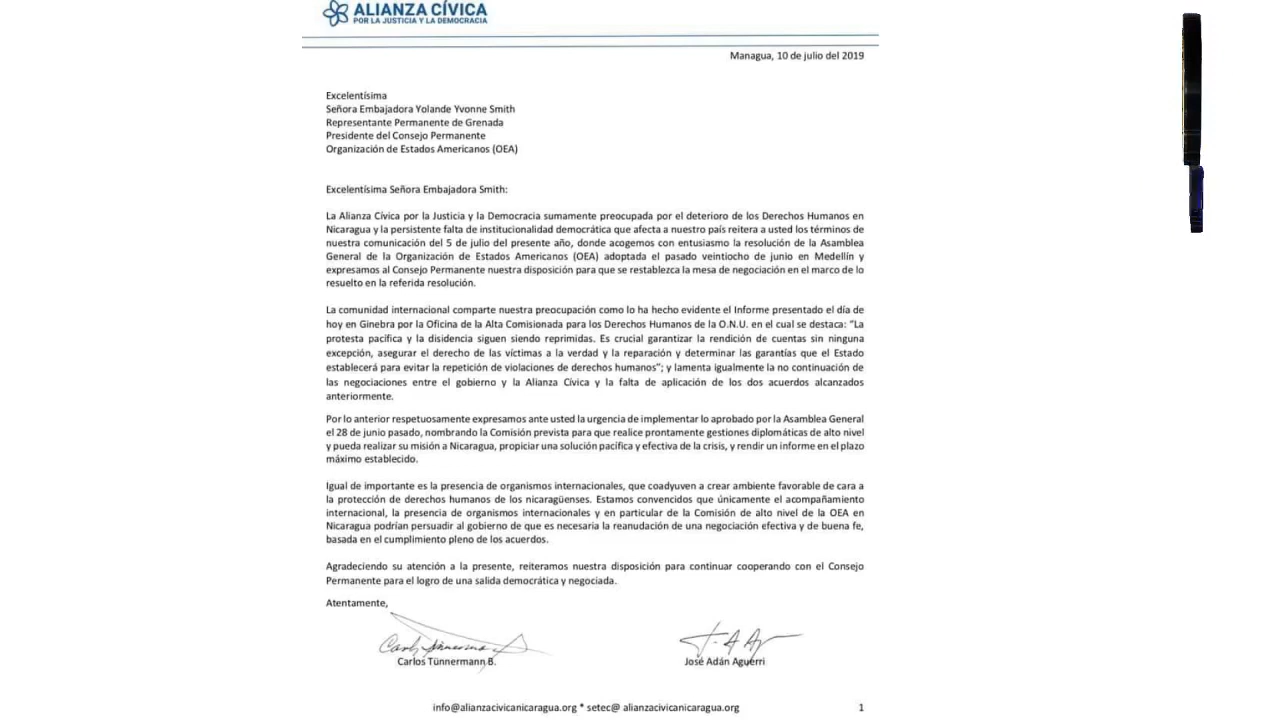 ALIANZA CÍVICA
POR LA JUSTICIA Y LA DEMOCRACIA
Managua, 10 de julio del 2019
Excelentísima
Señora Embajadora Yolande Yvonne Smith
Representante Permanente de Grenada
Presidente del Consejo Permanente
Organización de Estados Americanos (OEA)
Excelentísima Señora Embajadora Smith:
La Alianza Cívica por la Justicia y la Democracia sumamente preocupada por el deterioro de los Derechos Humanos en
Nicaragua y la persistente falta de institucionalidad democrática que afecta a nuestro país reitera a usted los términos de
nuestra comunicación del 5 de julio del presente año, donde acogemos con entusiasmo la resolución de la Asamblea
General de la Organización de Estados Americanos (OEA) adoptada el pasado veintiocho de junio en Medellín y
expresamos al Consejo Permanente nuestra disposición para que se restablezca la mesa de negociación en el marco de lo
resuelto en la referida resolución.
La comunidad internacional comparte nuestra preocupación como lo ha hecho evidente el Informe presentado el día de
hoy en Ginebra por la Oficina de la Alta Comisionada para los Derechos Humanos de la O.N.U. en el cual se destaca: "La
protesta pacífica y la disidencia siguen siendo reprimidas. Es crucial garantizar la rendición de cuentas sin ninguna
excepción, asegurar el derecho de las víctimas a la verdad y la reparación y determinar las garantías que el Estado
establecerá para evitar la repetición de violaciones de derechos humanos"; y lamenta igualmente la no continuación de
las negociaciones entre el gobierno y la Alianza Cívica y la falta de aplicación de los dos acuerdos alcanzados
anteriormente.
Por lo anterior respetuosamente expresamos ante usted la urgencia de implementar lo aprobado por la Asamblea General
el 28 de junio pasado, nombrando la Comisión prevista para que realice prontamente gestiones diplomáticas de alto nivel
y pueda realizar su misión a Nicaragua, propiciar una solución pacífica y efectiva de la crisis, y rendir un informe en el plazo
máximo establecido.
Igual de importante es la presencia de organismos internacionales, que coadyuven a crear ambiente favorable de cara a
la protección de derechos humanos de los nicaragüenses. Estamos convencidos que únicamente el acompañamiento
internacional, la presencia de organismos internacionales y en particular de la Comisión de alto nivel de la OEA en
Nicaragua podrían persuadir al gobierno de que es necesaria la reanudación de una negociación efectiva y de buena fe,
basada en el cumplimiento pleno de los acuerdos.
Agradeciendo su atención a la presente, reiteramos nuestra disposición para continuar cooperando con el Consejo
Permanente para el logro de una salida democrática y negociada.
Atentamente,
Carlos Tünnermann B. José Adán Aguerri
info@alianzacivicanicaragua.org * setec@ alianzacivicanicaragua.org 1